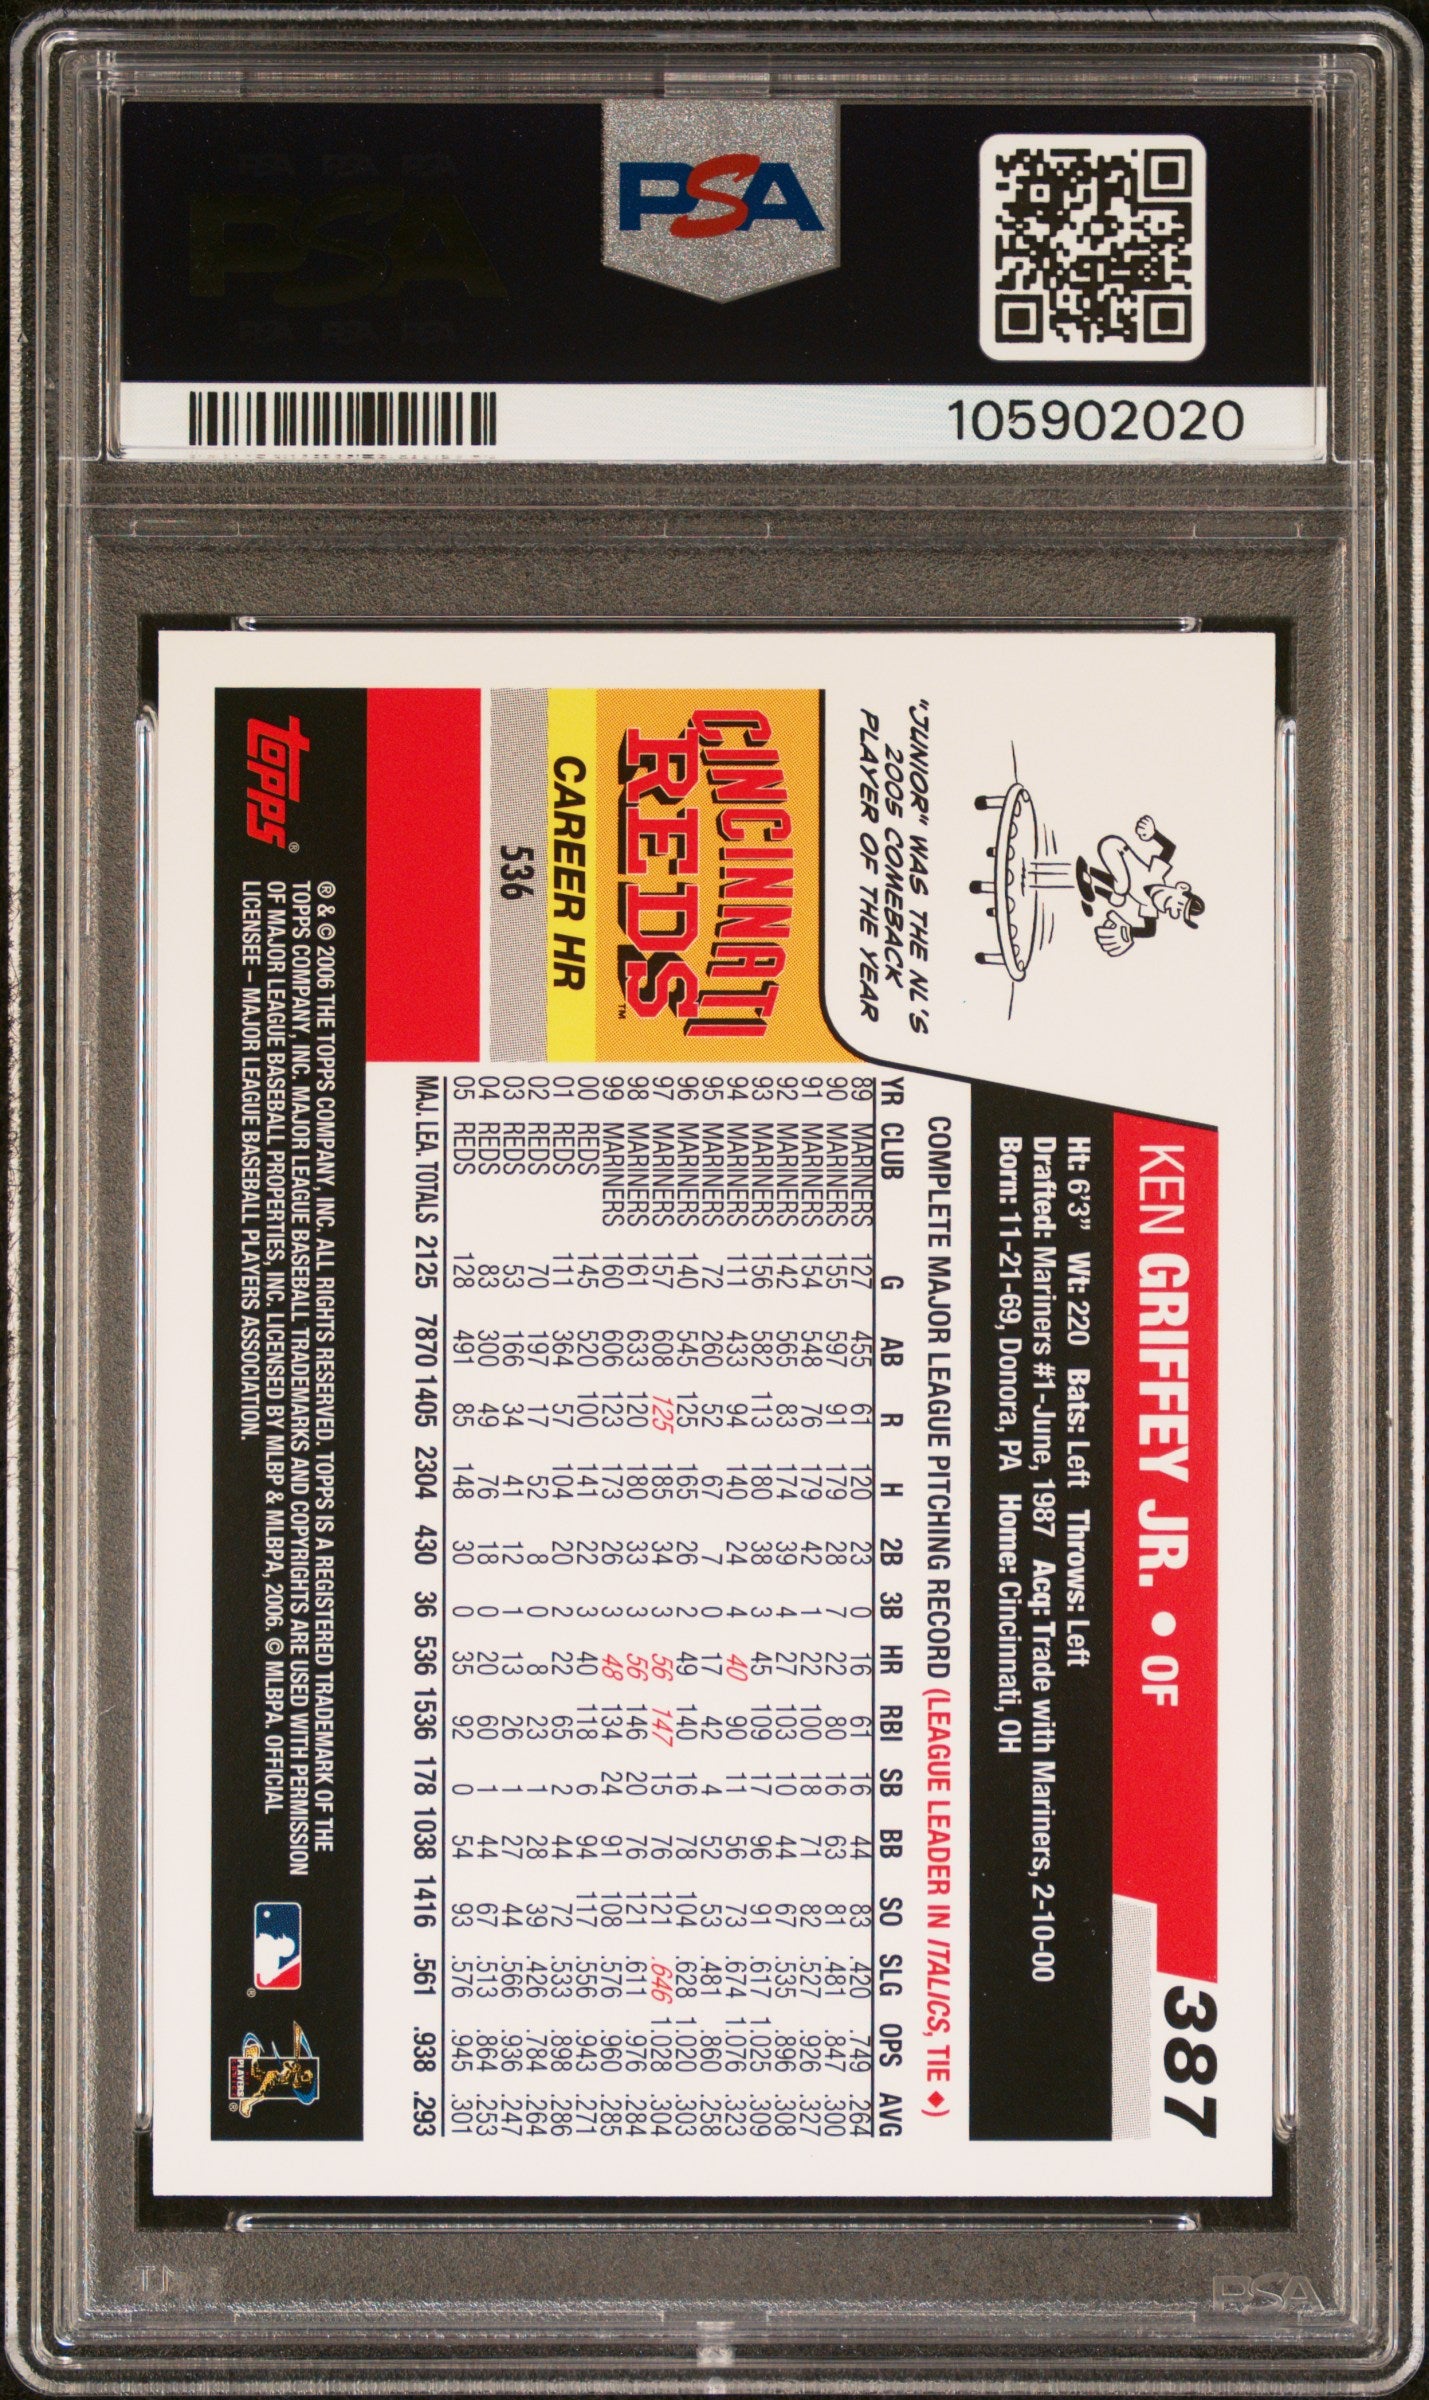 PSA
105902020
"JUNIOR" WAS THE NL'S
2005 COMEBACK
PLAYER OF THE YEAR
KEN GRIFFEY JR. • OF
387
Ht: 6'3" Wt: 220 Bats: Left Throws: Left
Drafted: Mariners #1-June, 1987 Acq: Trade with Mariners, 2-10-00
Born: 11-21-69, Donora, PA Home: Cincinnati, OH
COMPLETE MAJOR LEAGUE PITCHING RECORD (LEAGUE LEADER IN ITALICS, TIE ♦)
YR CLUB G AB R H 2B 3B HR RBI SB BB SO SLG OPS AVG
89 MARINERS 127 455 61 120 23 0 16 61 16 44 83 .420 .749 .264
90 MARINERS 155 597 91 179 28 7 22 80 16 63 81 .481 .847 .300
91 MARINERS 154 548 76 179 42 1 22 100 18 71 82 .527 .926 .327
92 MARINERS 142 565 83 174 39 4 27 103 10 44 67 .535 .896 .308
93 MARINERS 156 582 113 180 38 3 45 109 17 96 91 .617 1.025 .309
94 MARINERS 111 433 94 140 24 4 40 90 11 56 73 .674 1.076 .323
95 MARINERS 72 260 52 67 7 0 17 42 4 52 53 .481 .860 .258
96 MARINERS 140 545 125 165 26 2 49 140 16 78 104 .628 1.020 .303
97 MARINERS 157 608 125 185 34 3 56 147 15 76 121 .646 1.028 .304
98 MARINERS 161 633 120 180 33 3 56 146 20 76 121 .611 .976 .284
99 MARINERS 160 606 123 173 26 3 48 134 24 91 108 .576 .960 .285
00 REDS 145 520 100 141 22 3 40 118 6 94 117 .556 .943 .271
01 REDS 111 364 57 104 20 2 22 65 2 44 72 .533 .898 .286
02 REDS 70 197 17 52 8 0 8 23 1 28 39 .426 .784 .264
03 REDS 53 166 34 41 12 1 13 26 1 27 44 .566 .936 .247
04 REDS 83 300 49 76 18 0 20 60 1 44 67 .513 .864 .253
05 REDS 128 491 85 148 30 0 35 92 0 54 93 .576 .945 .301
MAJ. LEA. TOTALS 2125 7870 1405 2304 430 36 536 1536 178 1038 1416 .561 .938 .293
CINCINNATI
REDS™
CAREER HR
536
topps®
® & © 2006 THE TOPPS COMPANY, INC. ALL RIGHTS RESERVED. TOPPS IS A REGISTERED TRADEMARK OF THE
TOPPS COMPANY, INC. MAJOR LEAGUE BASEBALL TRADEMARKS AND COPYRIGHTS ARE USED WITH PERMISSION
OF MAJOR LEAGUE BASEBALL PROPERTIES, INC. LICENSED BY MLBP & MLBPA, 2006. © MLBPA. OFFICIAL
LICENSEE – MAJOR LEAGUE BASEBALL PLAYERS ASSOCIATION.
PLAYERS
PSA